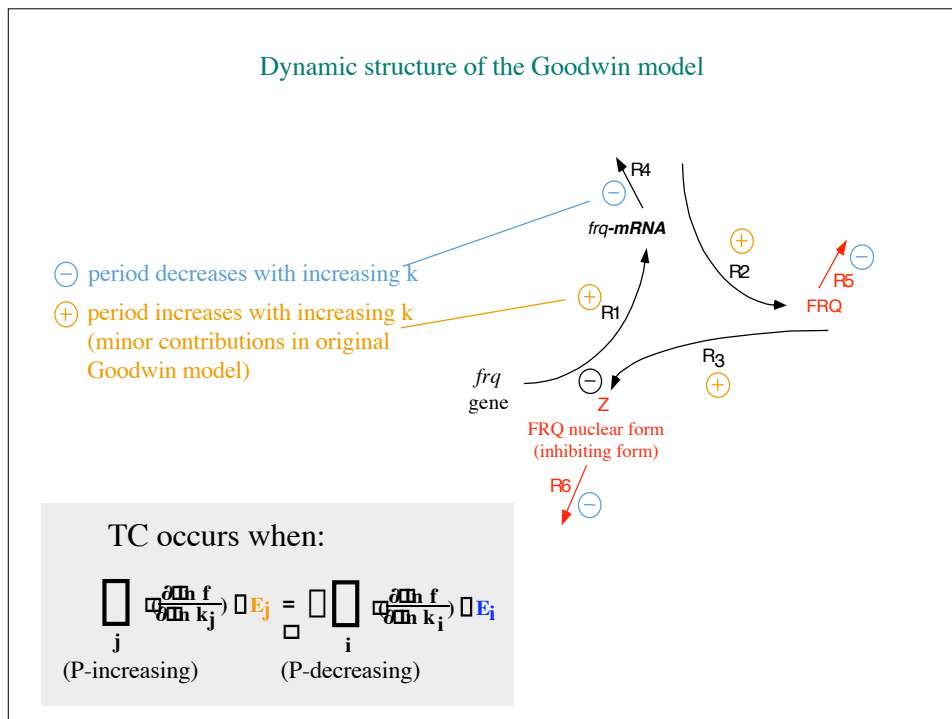 Dynamic structure of the Goodwin model
R4
−
frq-mRNA
+
R2
−
R5
FRQ
− period decreases with increasing k
+ period increases with increasing k
(minor contributions in original
Goodwin model)
+
R1
R3
+
frq
gene
−
Z
FRQ nuclear form
(inhibiting form)
R6
−
TC occurs when:
j
(P-increasing)
E_j =
i
(P-decreasing)
E_i